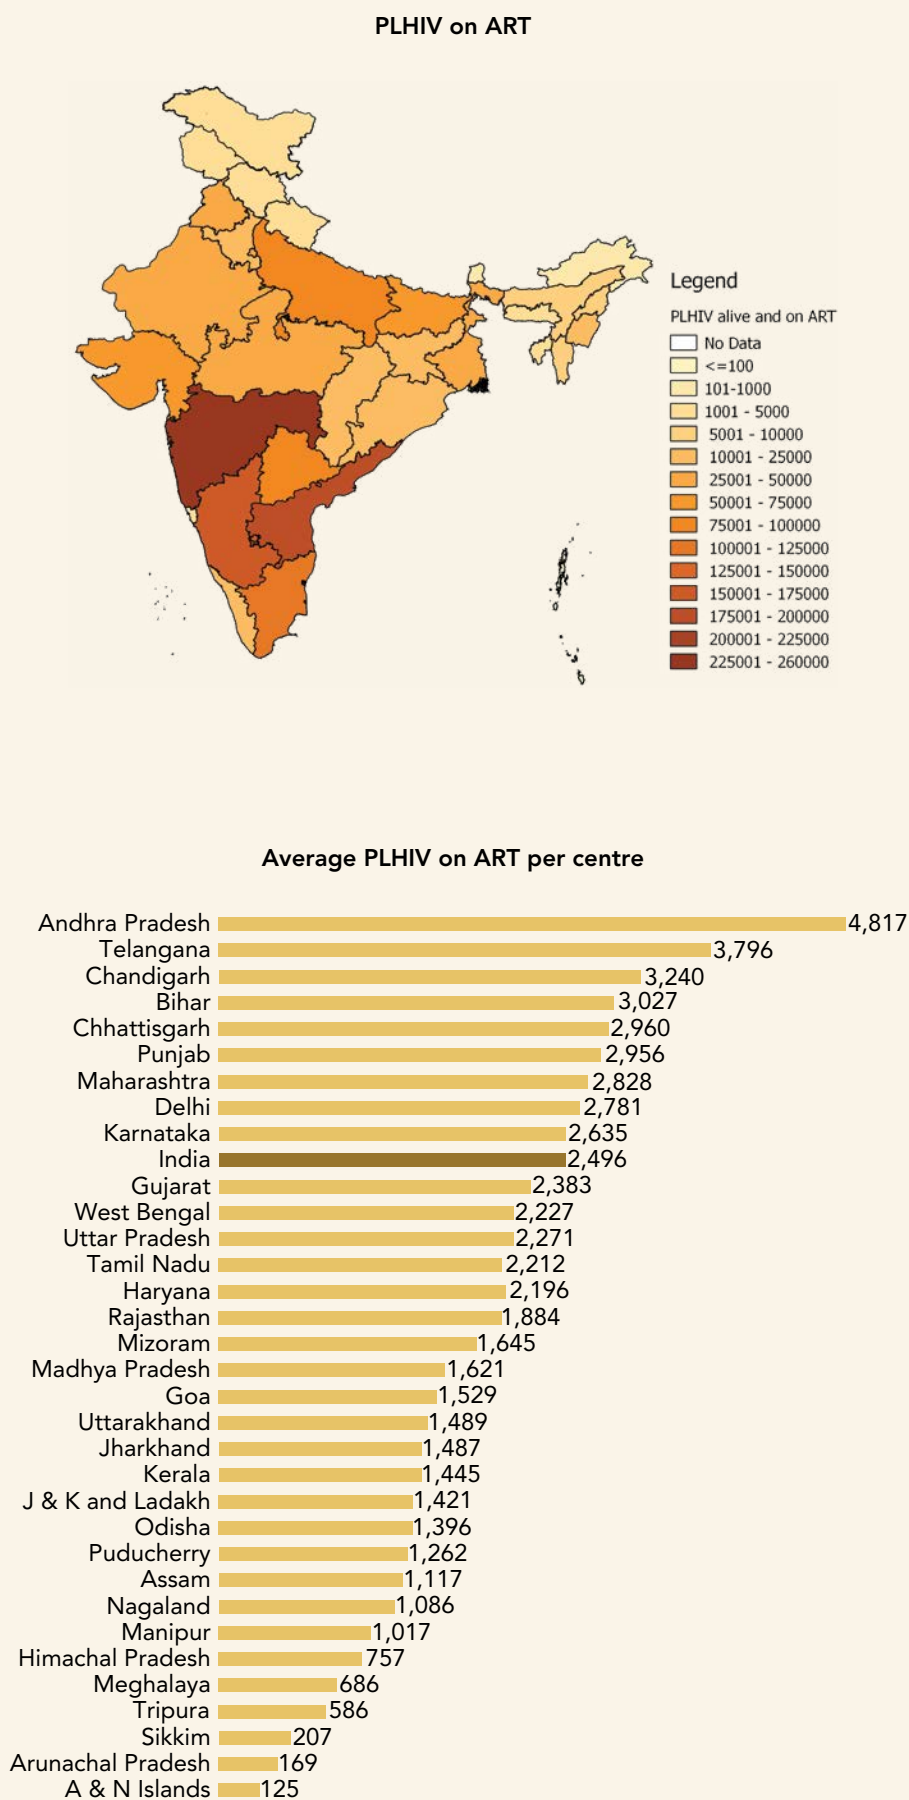 PLHIV on ART
Legend
PLHIV alive and on ART
No Data
<=100
101-1000
1001 - 5000
5001 - 10000
10001 - 25000
25001 - 50000
50001 - 75000
75001 - 100000
100001 - 125000
125001 - 150000
150001 - 175000
175001 - 200000
200001 - 225000
225001 - 260000
Average PLHIV on ART per centre
Andhra Pradesh 4,817
Telangana 3,796
Chandigarh 3,240
Bihar 3,027
Chhattisgarh 2,960
Punjab 2,956
Maharashtra 2,828
Delhi 2,781
Karnataka 2,635
India 2,496
Gujarat 2,383
West Bengal 2,227
Uttar Pradesh 2,271
Tamil Nadu 2,212
Haryana 2,196
Rajasthan 1,884
Mizoram 1,645
Madhya Pradesh 1,621
Goa 1,529
Uttarakhand 1,489
Jharkhand 1,487
Kerala 1,445
J & K and Ladakh 1,421
Odisha 1,396
Puducherry 1,262
Assam 1,117
Nagaland 1,086
Manipur 1,017
Himachal Pradesh 757
Meghalaya 686
Tripura 586
Sikkim 207
Arunachal Pradesh 169
A & N Islands 125